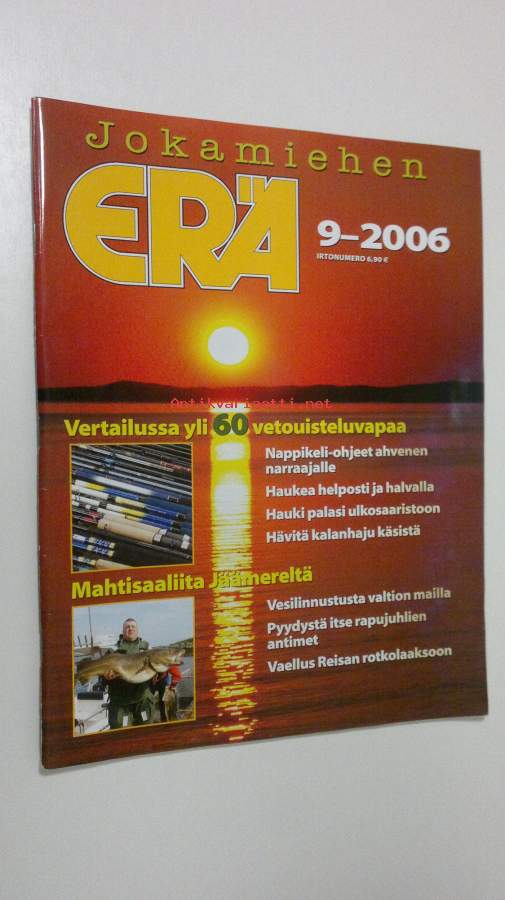 Jokamiehen
ERÄ
9–2006
IRTONUMERO 6,90 €
Antikvariaatti.net
Vertailussa yli 60 vetouisteluvapaa
Nappikeli-ohjeet ahvenen
narraajalle
Haukea helposti ja halvalla
Hauki palasi ulkosaaristoon
Hävitä kalanhaju käsistä
Mahtisaaliita Jäämereltä
Vesilinnustusta valtion mailla
Pyydystä itse rapujuhlien
antimet
Vaellus Reisan rotkolaaksoon